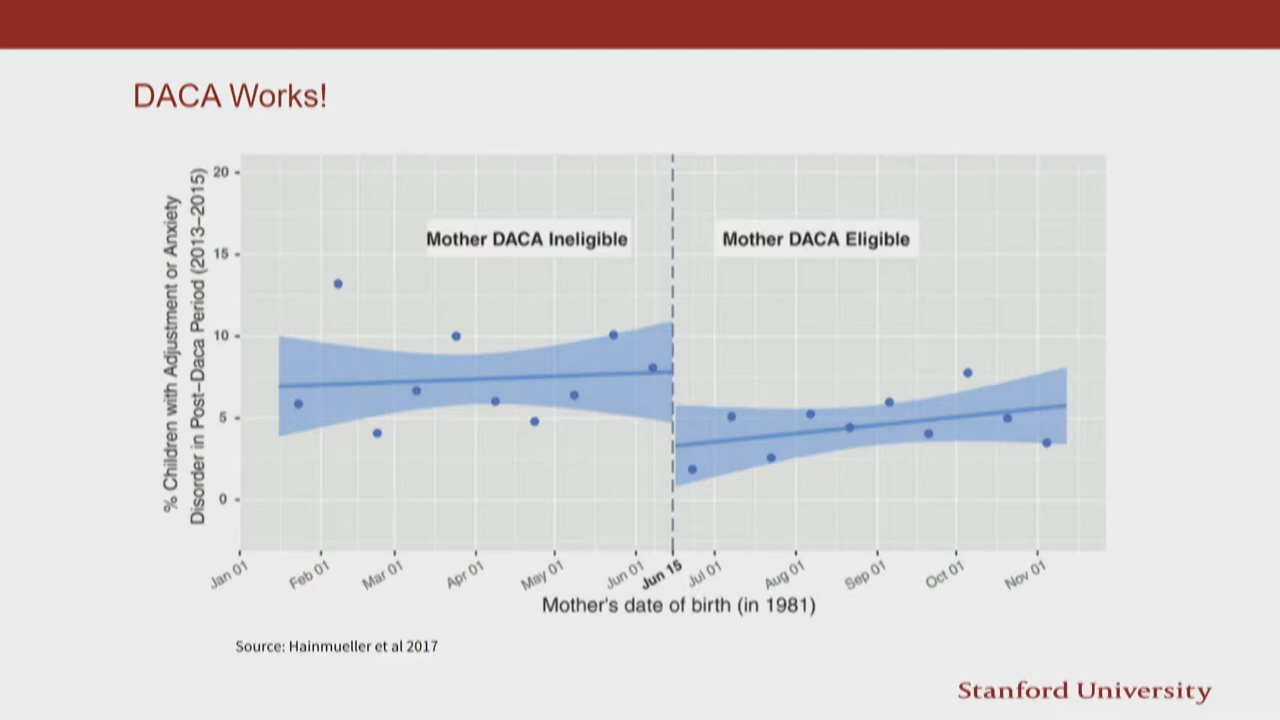 DACA Works!
% Children with Adjustment or Anxiety
Disorder in Post–Daca Period (2013–2015)
20
15
10
5
0
Mother DACA Ineligible
Mother DACA Eligible
Jan 01
Feb 01
Mar 01
Apr 01
May 01
Jun 01
Jun 15
Jul 01
Aug 01
Sep 01
Oct 01
Nov 01
Mother's date of birth (in 1981)
Source: Hainmueller et al 2017
Stanford University